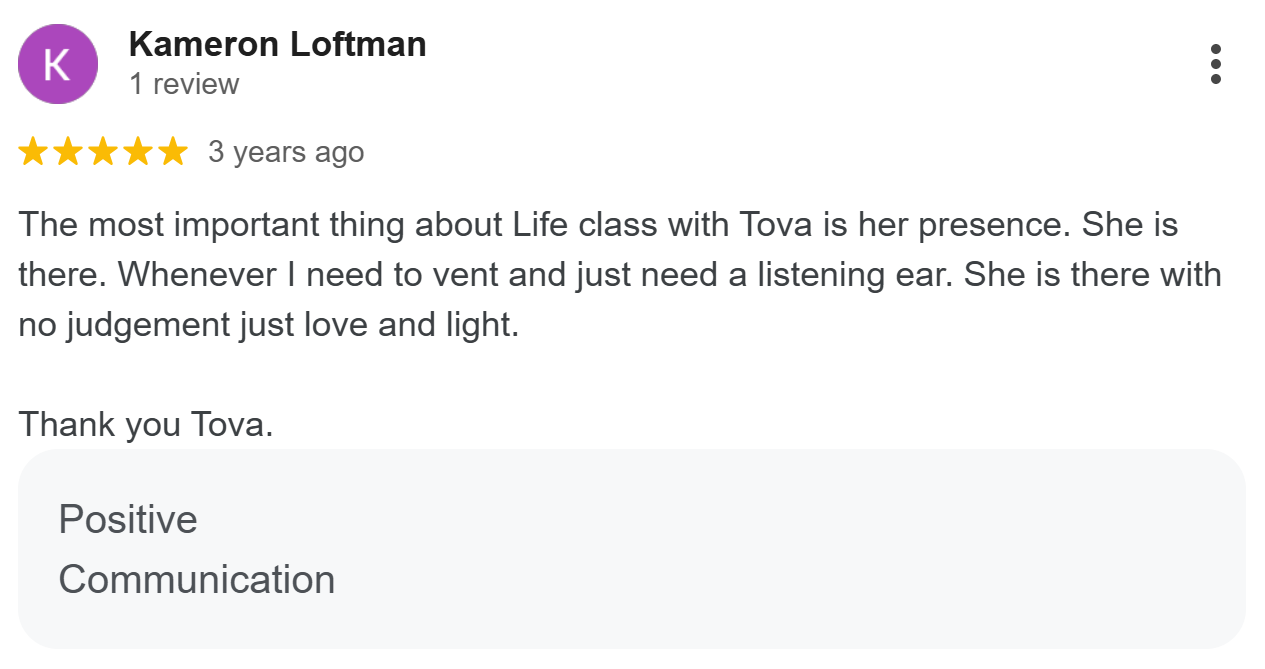 K
Kameron Loftman
1 review
3 years ago
The most important thing about Life class with Tova is her presence. She is
there. Whenever I need to vent and just need a listening ear. She is there with
no judgement just love and light.
Thank you Tova.
Positive
Communication